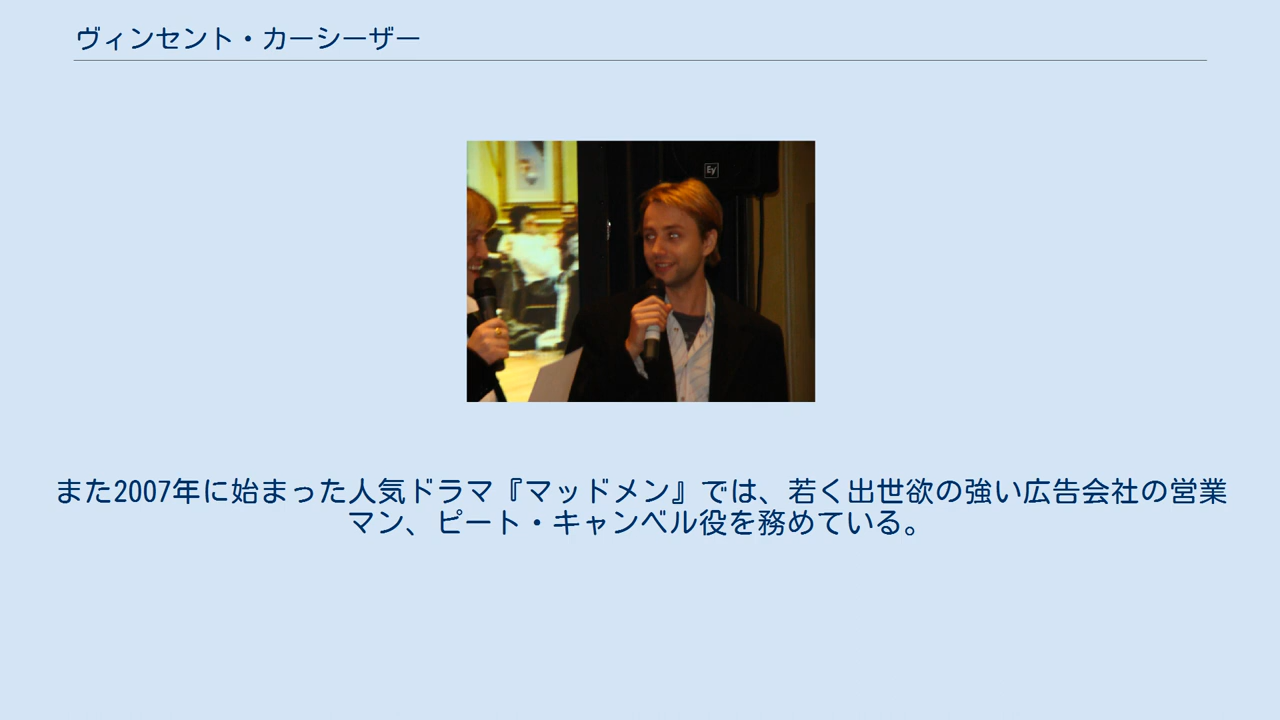 ヴィンセント・カーシーザー
Ey
また2007年に始まった人気ドラマ『マッドメン』では、若く出世欲の強い広告会社の営業
マン、ピート・キャンベル役を務めている。